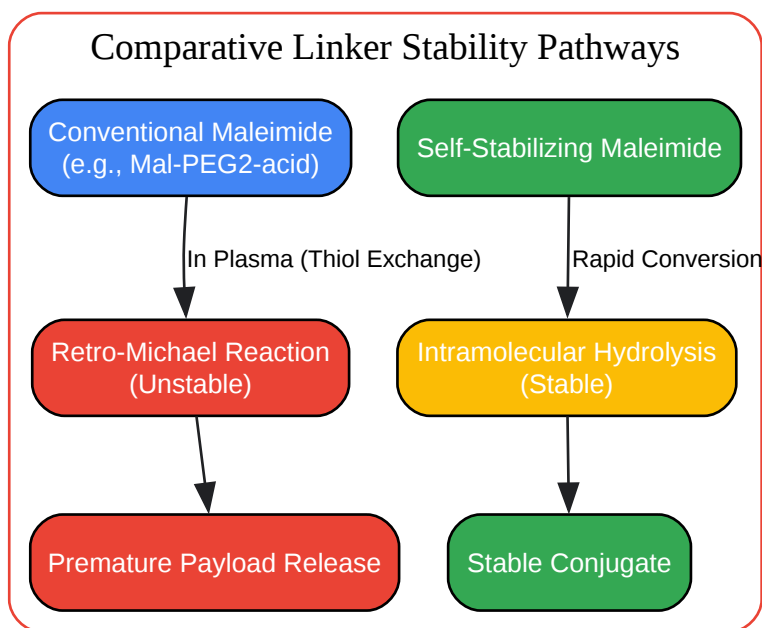 Comparative Linker Stability Pathways
Conventional Maleimide
(e.g., Mal-PEG2-acid)
Self-Stabilizing Maleimide
In Plasma (Thiol Exchange)
Rapid Conversion
Retro-Michael Reaction
(Unstable)
Intramolecular Hydrolysis
(Stable)
Premature Payload Release
Stable Conjugate